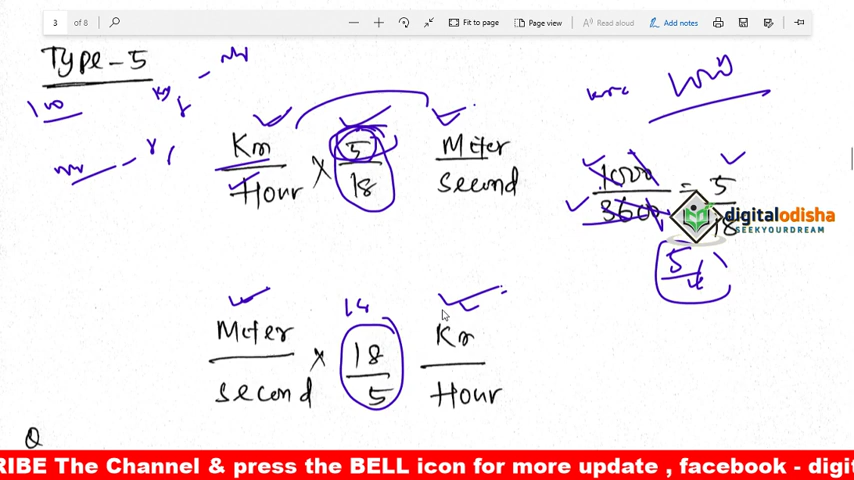 3 of 8 Fit to page Page view Read aloud Add notes
Type-5
Km × 5 Meter
Hour 18 second
1000 = 5
3600 18
5
digitalodisha
SEEKYOURDREAM
Meter × 18 Km
second 5 Hour
Q
RIBE The Channel & press the BELL icon for more update , facebook - digit